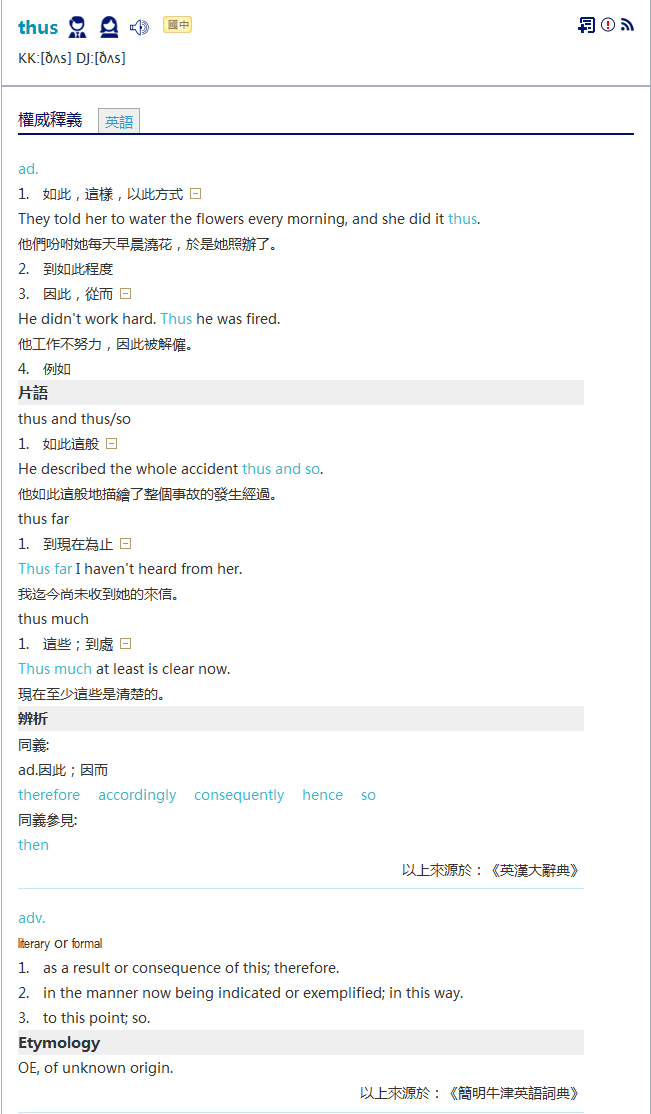 thus 國中
KK:[ðʌs] DJ:[ðʌs]
權威釋義 英語
ad.
1. 如此，這樣，以此方式
They told her to water the flowers every morning, and she did it thus.
他們吩咐她每天早晨澆花，於是她照辦了。
2. 到如此程度
3. 因此，從而
He didn't work hard. Thus he was fired.
他工作不努力，因此被解僱。
4. 例如
片語
thus and thus/so
1. 如此這般
He described the whole accident thus and so.
他如此這般地描繪了整個事故的發生經過。
thus far
1. 到現在為止
Thus far I haven't heard from her.
我迄今尚未收到她的來信。
thus much
1. 這些；到處
Thus much at least is clear now.
現在至少這些是清楚的。
辨析
同義:
ad.因此；因而
therefore accordingly consequently hence so
同義參見:
then
以上來源於：《英漢大辭典》
adv.
literary or formal
1. as a result or consequence of this; therefore.
2. in the manner now being indicated or exemplified; in this way.
3. to this point; so.
Etymology
OE, of unknown origin.
以上來源於：《簡明牛津英語詞典》